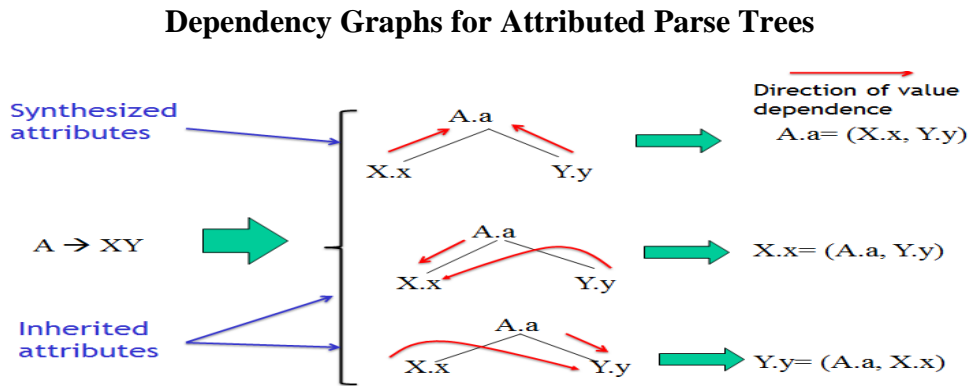 Dependency Graphs for Attributed Parse Trees
Synthesized
attributes
A → XY
Inherited
attributes
A.a
X.x
Y.y
A.a
X.x
Y.y
A.a
X.x
Y.y
Direction of value
dependence
A.a= (X.x, Y.y)
X.x= (A.a, Y.y)
Y.y= (A.a, X.x)